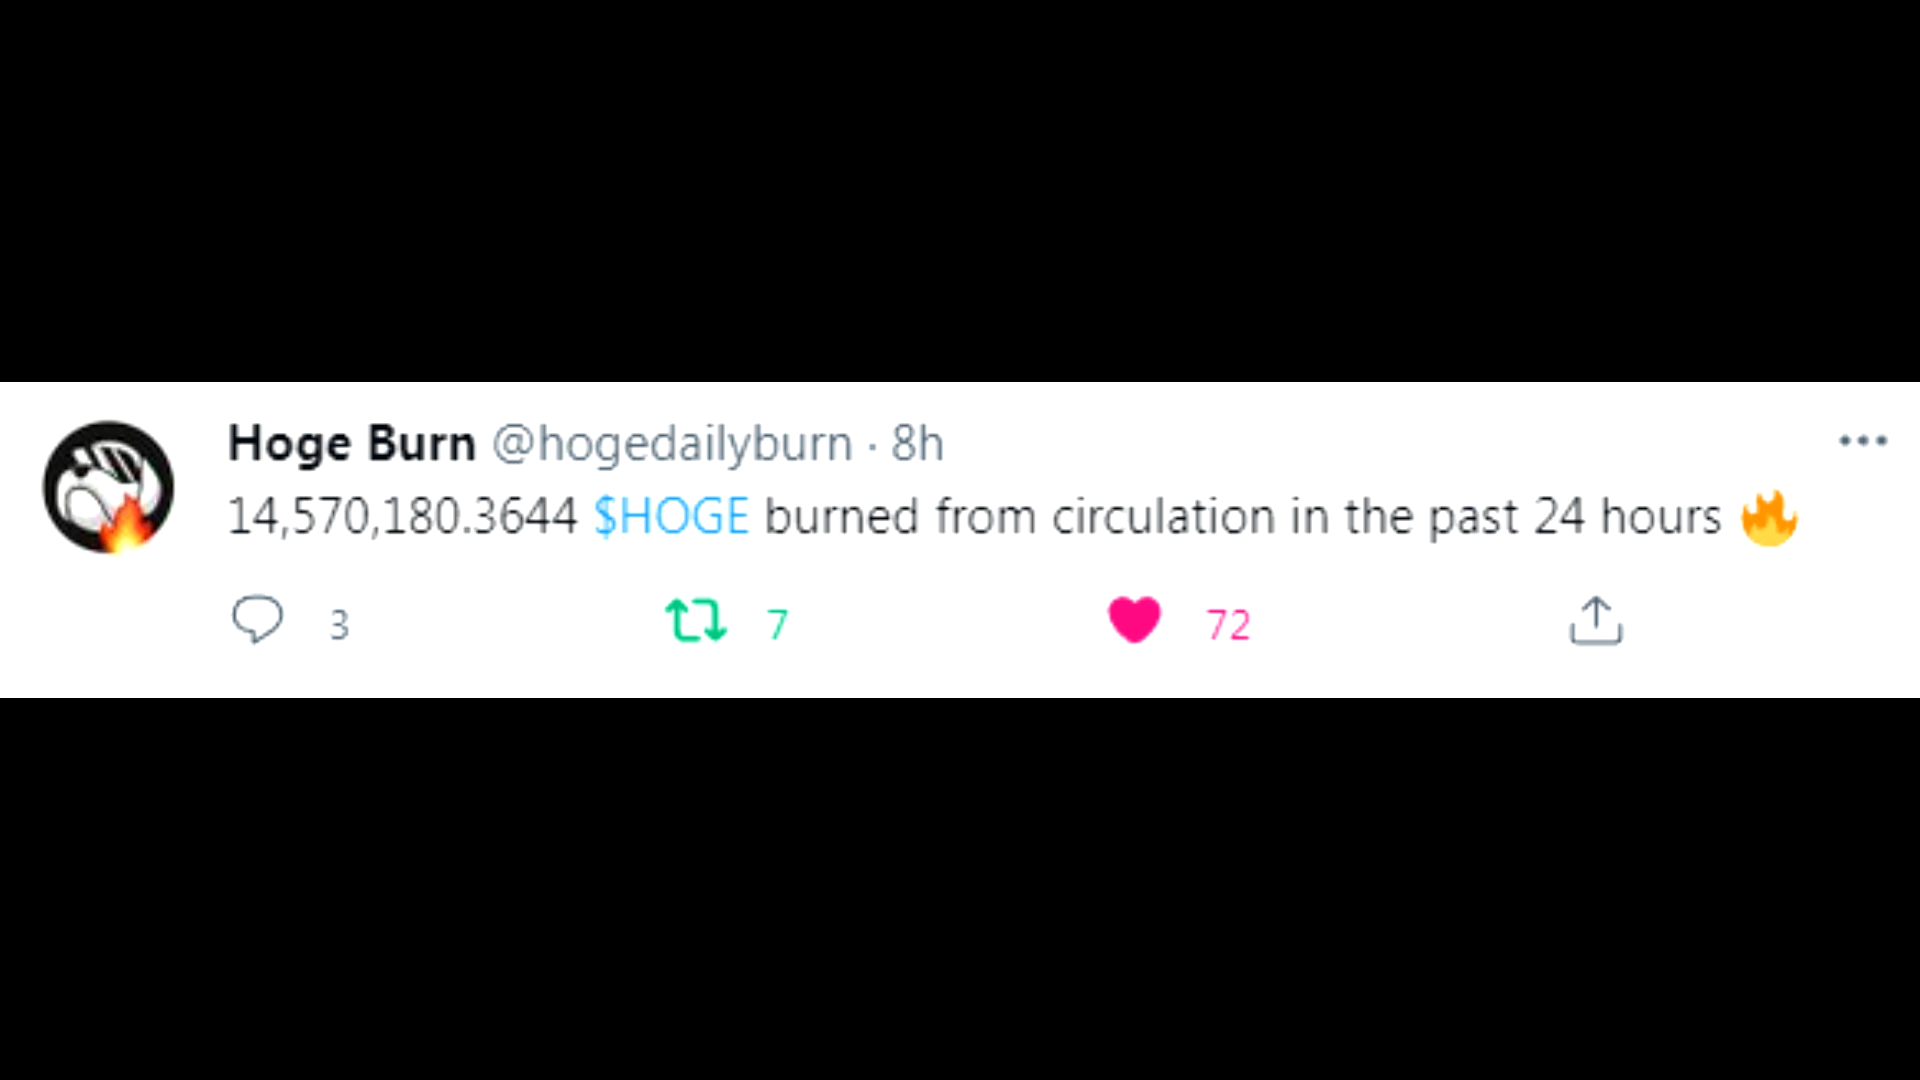 Hoge Burn @hogedailyburn · 8h
14,570,180.3644 $HOGE burned from circulation in the past 24 hours 🔥
3 7 72